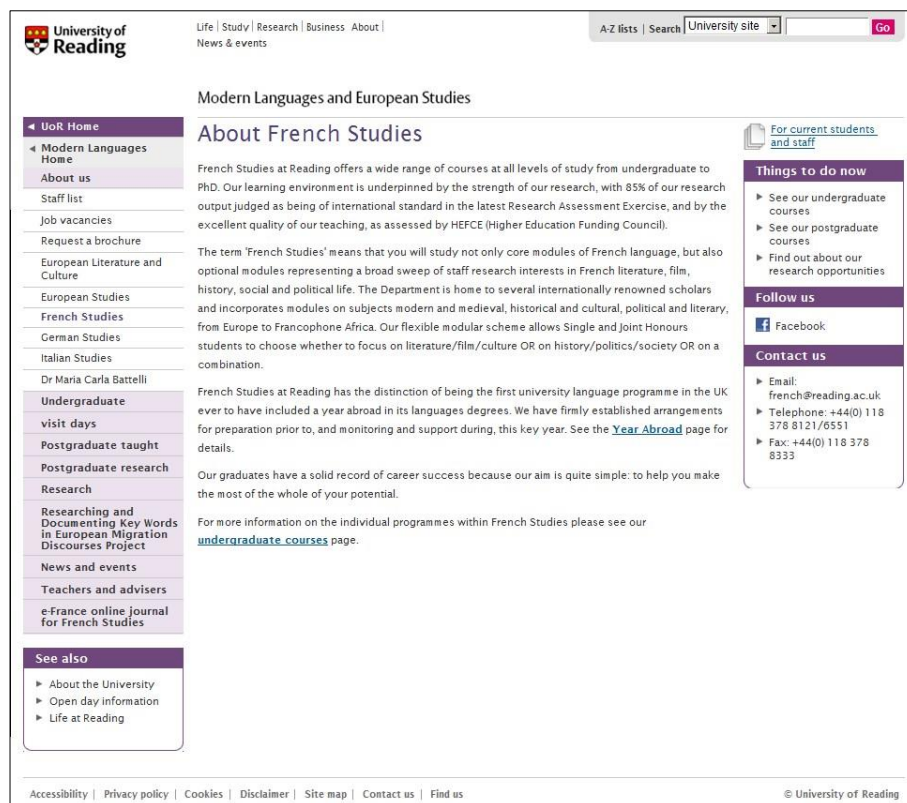 University of
Reading
Life | Study | Research | Business About |
News & events
A-Z lists | Search University site Go
Modern Languages and European Studies
UoR Home
Modern Languages
Home
About us
Staff list
Job vacancies
Request a brochure
European Literature and
Culture
European Studies
French Studies
German Studies
Italian Studies
Dr Maria Carla Battelli
Undergraduate
visit days
Postgraduate taught
Postgraduate research
Research
Researching and
Documenting Key Words
in European Migration
Discourses Project
News and events
Teachers and advisers
e-France online journal
for French Studies
See also
About the University
Open day information
Life at Reading
About French Studies
French Studies at Reading offers a wide range of courses at all levels of study from undergraduate to
PhD. Our learning environment is underpinned by the strength of our research, with 85% of our research
output judged as being of international standard in the latest Research Assessment Exercise, and by the
excellent quality of our teaching, as assessed by HEFCE (Higher Education Funding Council).
The term 'French Studies' means that you will study not only core modules of French language, but also
optional modules representing a broad sweep of staff research interests in French literature, film,
history, social and political life. The Department is home to several internationally renowned scholars
and incorporates modules on subjects modern and medieval, historical and cultural, political and literary,
from Europe to Francophone Africa. Our flexible modular scheme allows Single and Joint Honours
students to choose whether to focus on literature/film/culture OR on history/politics/society OR on a
combination.
French Studies at Reading has the distinction of being the first university language programme in the UK
ever to have included a year abroad in its languages degrees. We have firmly established arrangements
for preparation prior to, and monitoring and support during, this key year. See the Year Abroad page for
details.
Our graduates have a solid record of career success because our aim is quite simple: to help you make
the most of the whole of your potential.
For more information on the individual programmes within French Studies please see our
undergraduate courses page.
For current students
and staff
Things to do now
See our undergraduate
courses
See our postgraduate
courses
Find out about our
research opportunities
Follow us
Facebook
Contact us
Email:
french@reading.ac.uk
Telephone: +44(0) 118
378 8121/6551
Fax: +44(0) 118 378
8333
Accessibility | Privacy policy | Cookies | Disclaimer | Site map | Contact us | Find us
© University of Reading